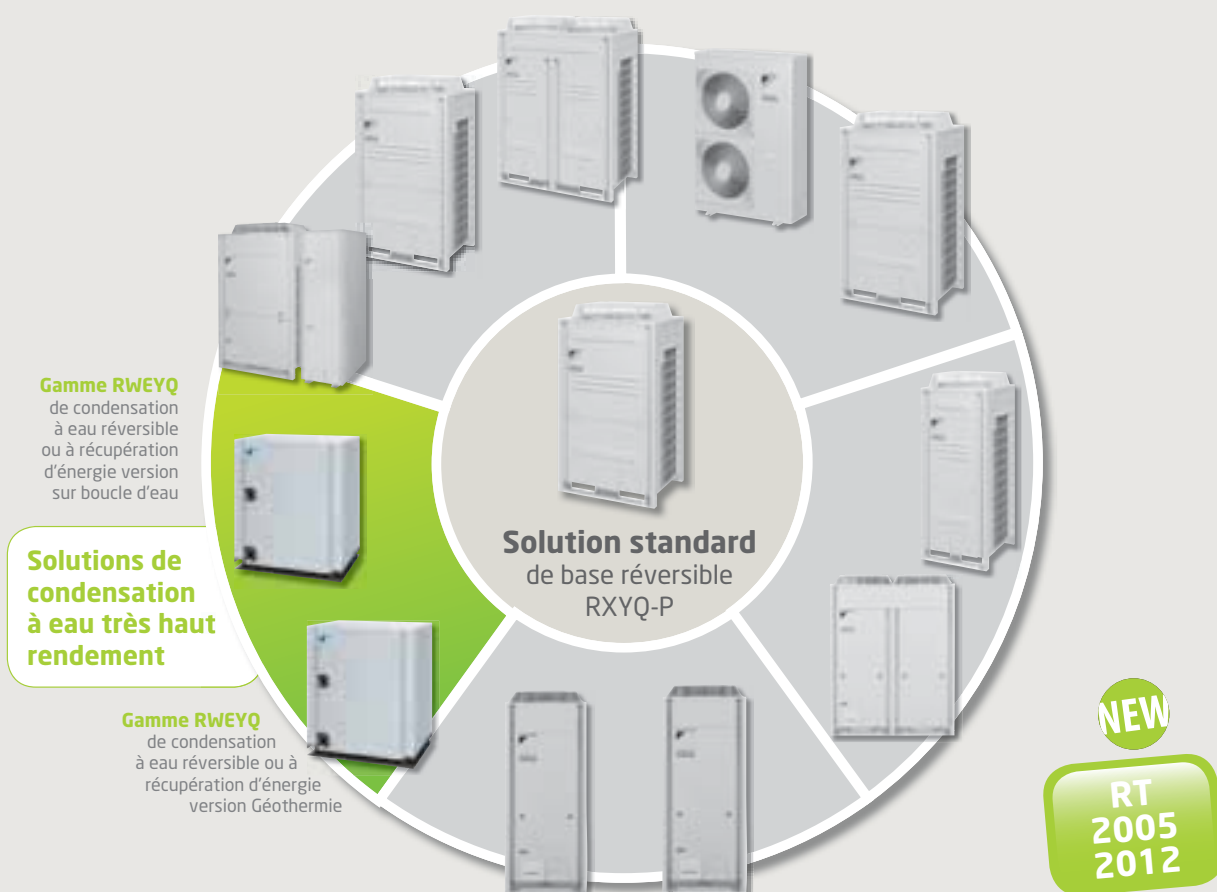 Gamme RWEYQ
de condensation
à eau réversible
ou à récupération
d'énergie version
sur boucle d'eau
Solutions de
condensation
à eau très haut
rendement
Gamme RWEYQ
de condensation
à eau réversible ou à
récupération d'énergie
version Géothermie
Solution standard
de base réversible
RXYQ-P
NEW
RT
2005
2012